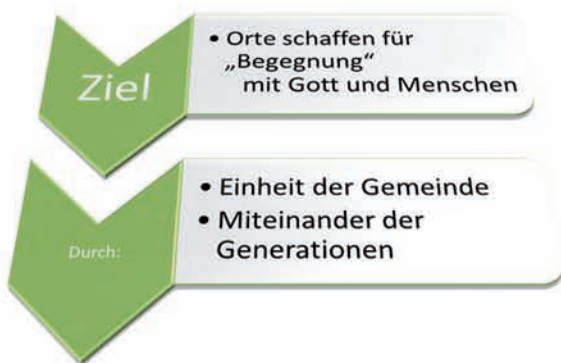 Ziel
• Orte schaffen für
„Begegnung“
mit Gott und Menschen
Durch:
• Einheit der Gemeinde
• Miteinander der
Generationen